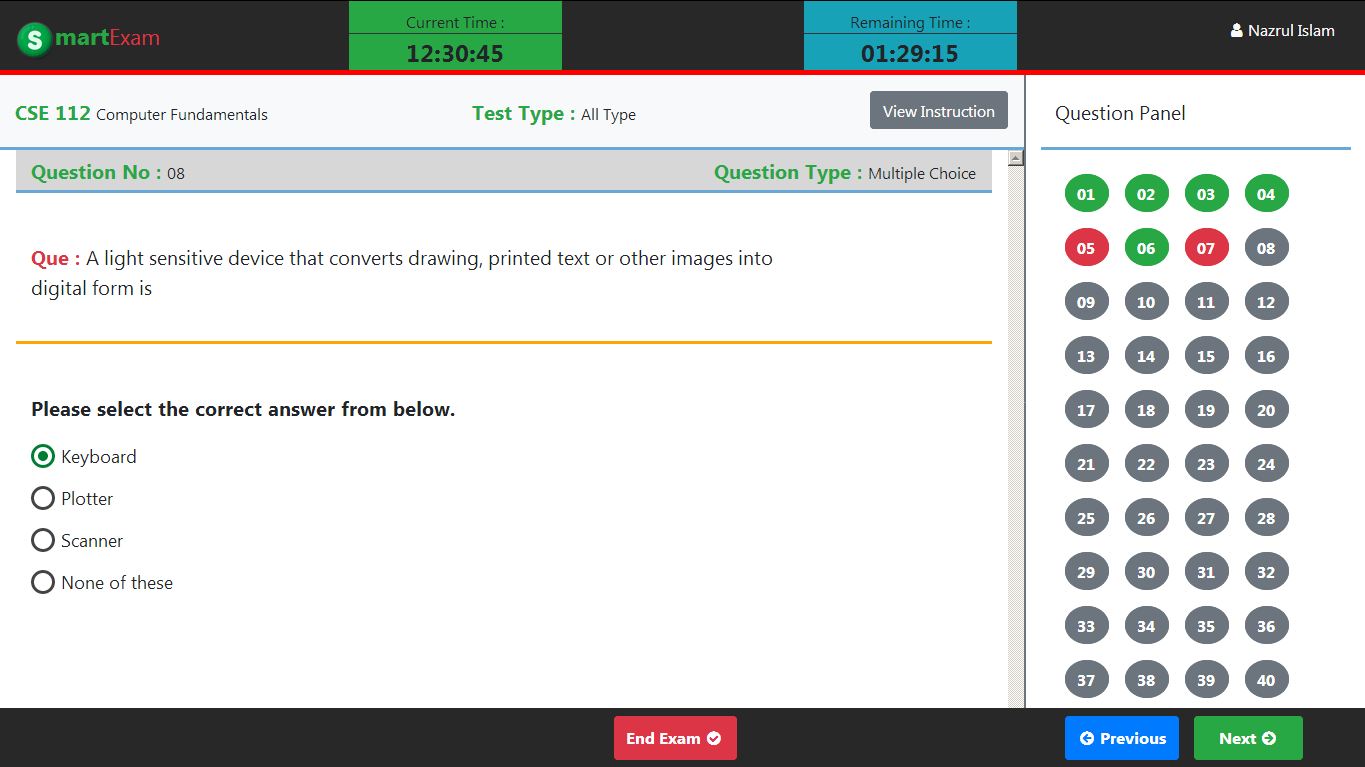 SmartExam
Current Time :
12:30:45
Remaining Time :
01:29:15
Nazrul Islam
CSE 112 Computer Fundamentals
Test Type : All Type
View Instruction
Question Panel
Question No : 08
Question Type : Multiple Choice
Que : A light sensitive device that converts drawing, printed text or other images into
digital form is
Please select the correct answer from below.
Keyboard
Plotter
Scanner
None of these
01 02 03 04
05 06 07 08
09 10 11 12
13 14 15 16
17 18 19 20
21 22 23 24
25 26 27 28
29 30 31 32
33 34 35 36
37 38 39 40
End Exam
Previous
Next